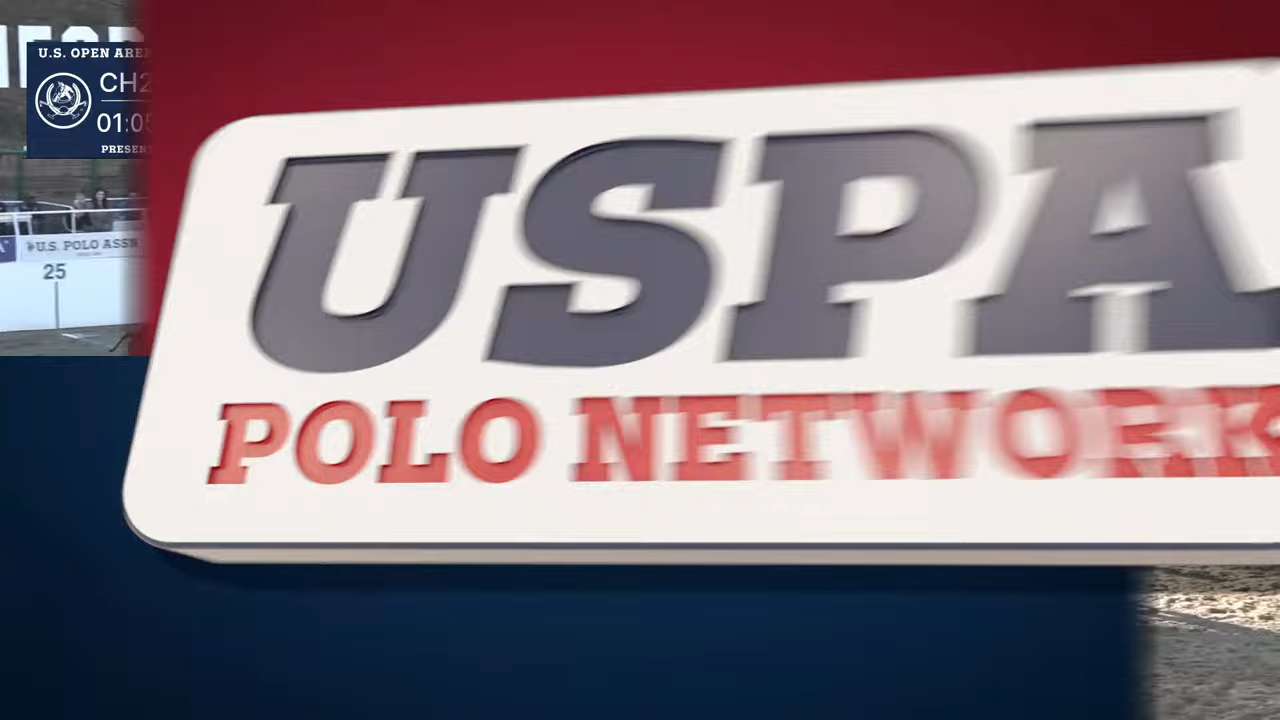 U.S. OPEN ARE
CH2
01:05
PRESEN
U.S. POLO ASSN
25
USPA
POLO NETWORK